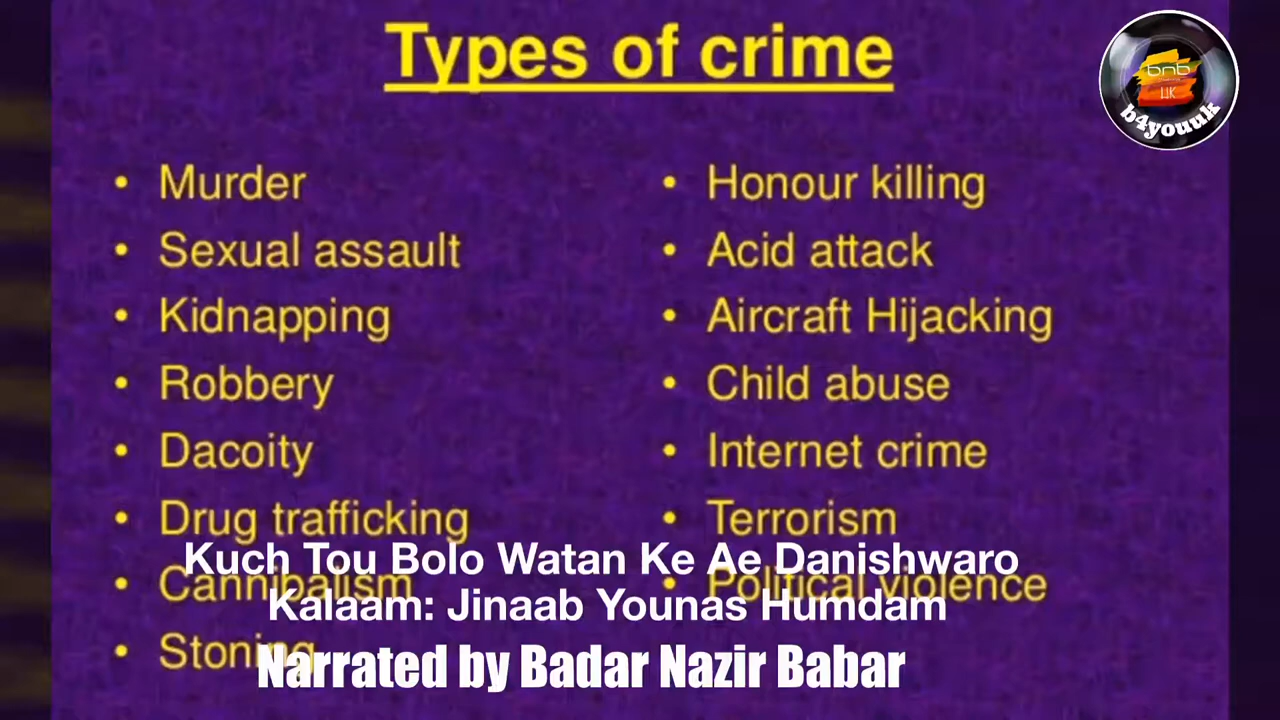 Types of crime
bnb
UK
b4youuk
• Murder
• Sexual assault
• Kidnapping
• Robbery
• Dacoity
• Drug trafficking
• Cannibalism
• Stoning
• Honour killing
• Acid attack
• Aircraft Hijacking
• Child abuse
• Internet crime
• Terrorism
• Political violence
Kuch Tou Bolo Watan Ke Ae Danishwaro
Kalaam: Jinaab Younas Humdam
Narrated by Badar Nazir Babar